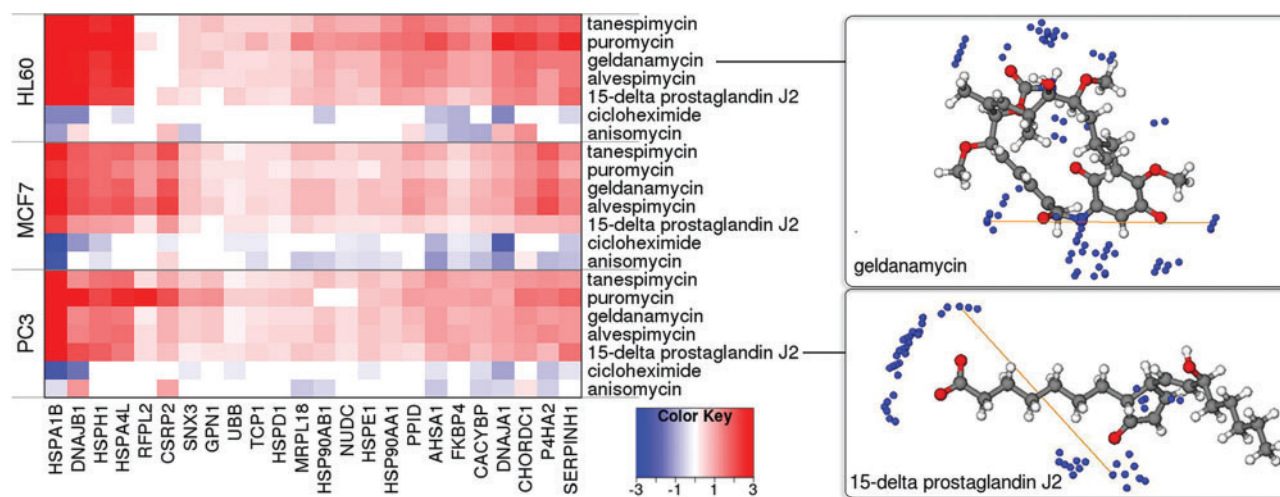 HL60
tanespimycin
puromycin
geldanamycin
alvespimycin
15-delta prostaglandin J2
cicloheximide
anisomycin
MCF7
tanespimycin
puromycin
geldanamycin
alvespimycin
15-delta prostaglandin J2
cicloheximide
anisomycin
PC3
tanespimycin
puromycin
geldanamycin
alvespimycin
15-delta prostaglandin J2
cicloheximide
anisomycin
HSPA1B
DNAJB1
HSPH1
HSPA4L
RFPL2
CSRP2
SNX3
GPN1
UBB
TCP1
HSPD1
MRPL18
HSP90AB1
NUDC
HSPE1
HSP90AA1
PPID
AHSA1
FKBP4
CACYBP
DNAJA1
CHORDC1
P4HA2
SERPINH1
Color Key
-3 -1 1 3
geldanamycin
15-delta prostaglandin J2